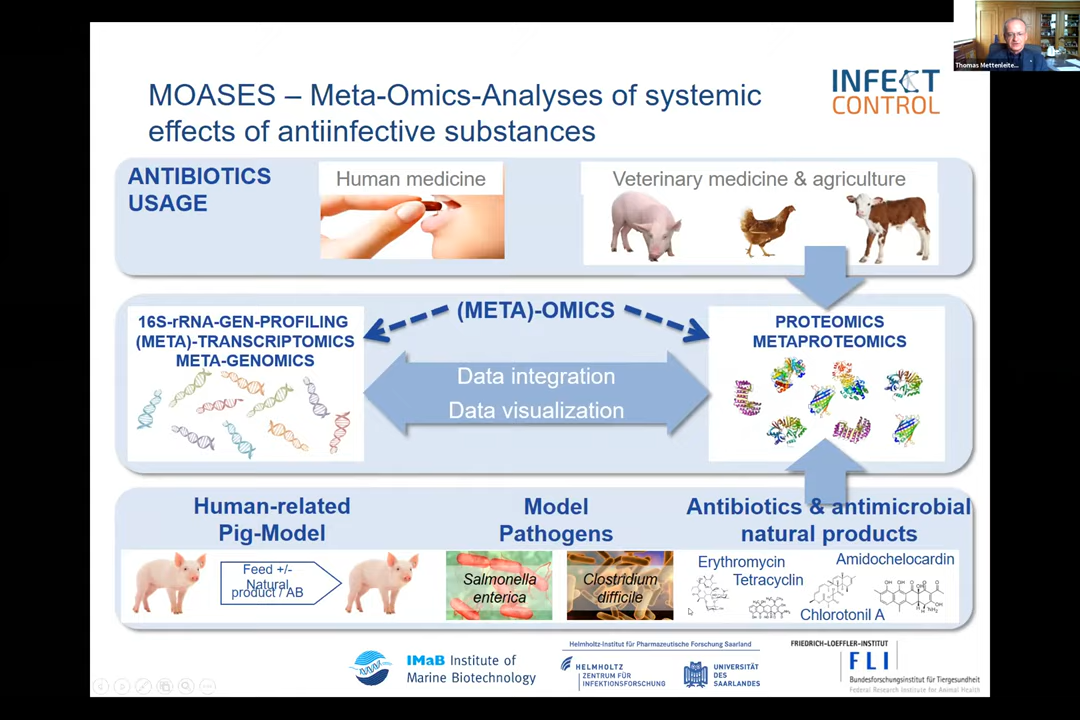 Thomas Mettenleite...
INFECT
CONTROL
MOASES – Meta-Omics-Analyses of systemic
effects of antiinfective substances
ANTIBIOTICS
USAGE
Human medicine
Veterinary medicine & agriculture
(META)-OMICS
16S-rRNA-GEN-PROFILING
(META)-TRANSCRIPTOMICS
META-GENOMICS
Data integration
Data visualization
PROTEOMICS
METAPROTEOMICS
Human-related
Pig-Model
Feed +/-
Natural
product / AB
Model
Pathogens
Salmonella
enterica
Clostridium
difficile
Antibiotics & antimicrobial
natural products
Erythromycin
Tetracyclin
Amidochelocardin
Chlorotonil A
IMaB Institute of
Marine Biotechnology
Helmholtz-Institut für Pharmazeutische Forschung Saarland
HELMHOLTZ
ZENTRUM FÜR
INFEKTIONSFORSCHUNG
UNIVERSITÄT
DES
SAARLANDES
FRIEDRICH-LOEFFLER-INSTITUT
FLI
Bundesforschungsinstitut für Tiergesundheit
Federal Research Institute for Animal Health